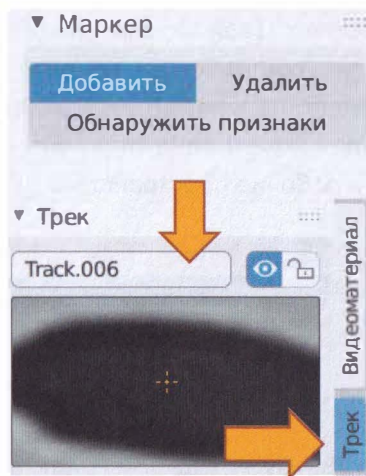 Маркер
Добавить Удалить
Обнаружить признаки
Трек
Track.006
Видеоматериал
Трек